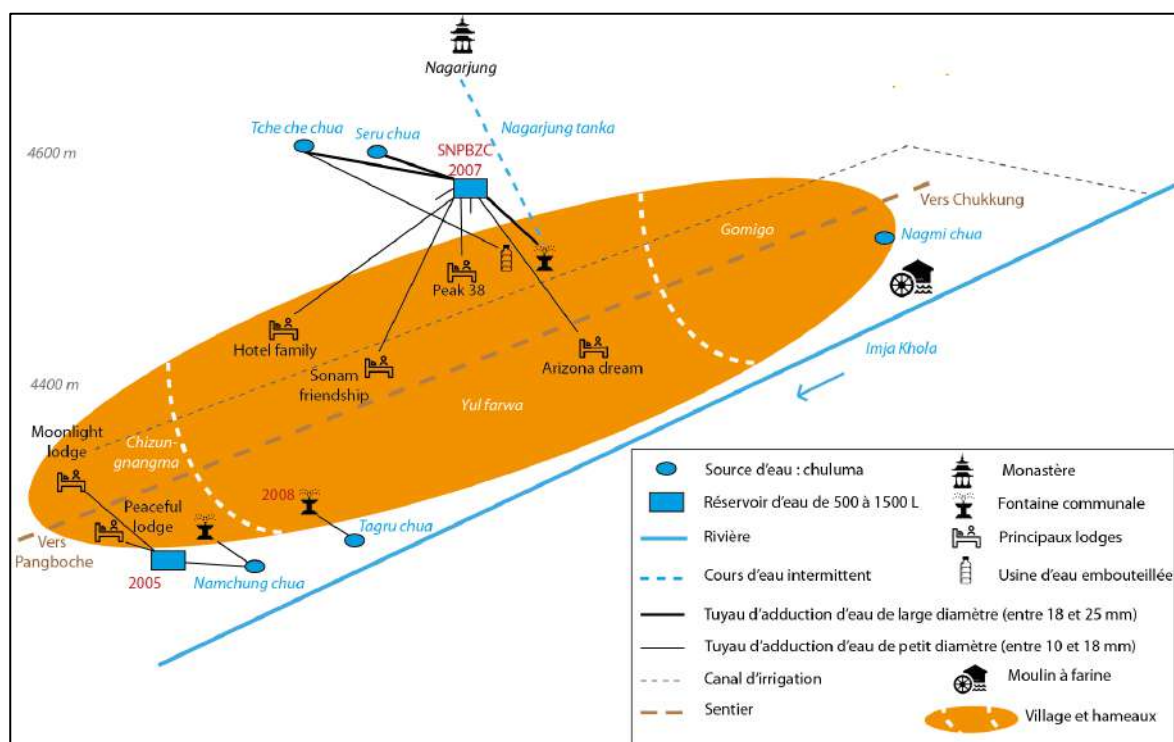 Nagarjung
Tche che chua
Seru chua
Nagarjung tanka
4600 m
SNPBZC
2007
Vers Chukkung
Gomigo
Nagmi chua
Peak 38
Hotel family
Arizona dream
Imja Khola
Sonam
friendship
4400 m
Yul farwa
Moonlight
lodge
Chizun-
gnangma
2008
Peaceful
lodge
Tagru chua
Vers
Pangboche
2005
Namchung chua
Source d'eau : chuluma
Monastère
Réservoir d'eau de 500 à 1500 L
Fontaine communale
Rivière
Principaux lodges
Cours d'eau intermittent
Usine d'eau embouteillée
Tuyau d'adduction d'eau de large diamètre (entre 18 et 25 mm)
Tuyau d'adduction d'eau de petit diamètre (entre 10 et 18 mm)
Canal d'irrigation
Moulin à farine
Sentier
Village et hameaux